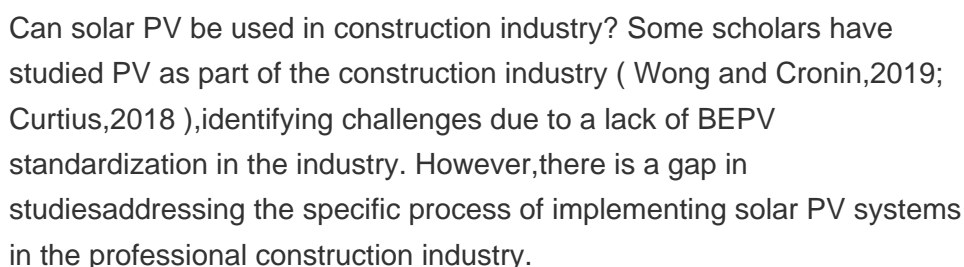 Can solar PV be used in construction industry? Some scholars have
studied PV as part of the construction industry ( Wong and Cronin,2019;
Curtius,2018 ),identifying challenges due to a lack of BEPV
standardization in the industry. However,there is a gap in
studiesaddressing the specific process of implementing solar PV systems
in the professional construction industry.